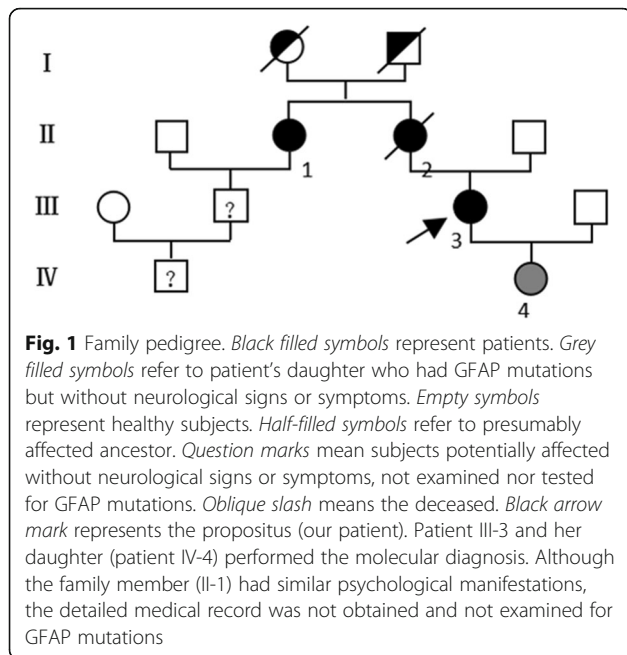 I
II
1
2
III
?
3
IV
?
4
Fig. 1 Family pedigree. Black filled symbols represent patients. Grey
filled symbols refer to patient's daughter who had GFAP mutations
but without neurological signs or symptoms. Empty symbols
represent healthy subjects. Half-filled symbols refer to presumably
affected ancestor. Question marks mean subjects potentially affected
without neurological signs or symptoms, not examined nor tested
for GFAP mutations. Oblique slash means the deceased. Black arrow
mark represents the propositus (our patient). Patient III-3 and her
daughter (patient IV-4) performed the molecular diagnosis. Although
the family member (II-1) had similar psychological manifestations,
the detailed medical record was not obtained and not examined for
GFAP mutations